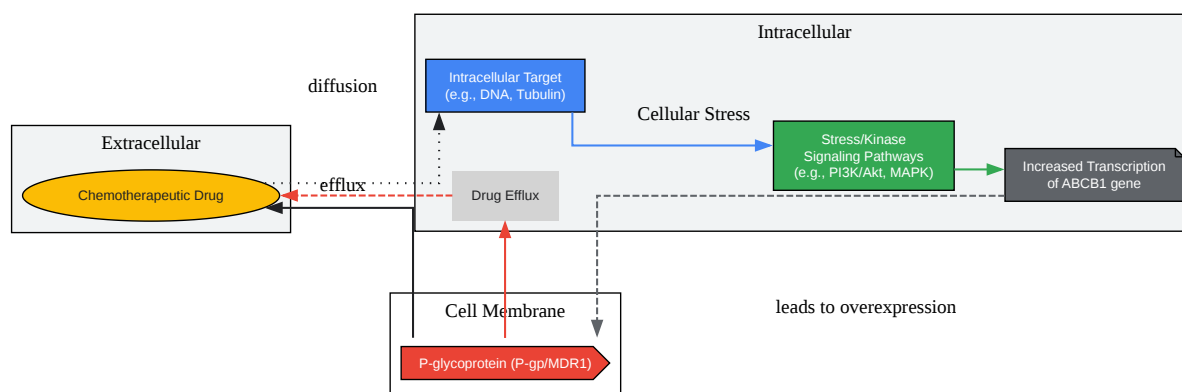 Intracellular
Intracellular Target
(e.g., DNA, Tubulin)
diffusion
Cellular Stress
Extracellular
Stress/Kinase
Signaling Pathways
(e.g., PI3K/Akt, MAPK)
Increased Transcription
of ABCB1 gene
Chemotherapeutic Drug
efflux
Drug Efflux
leads to overexpression
Cell Membrane
P-glycoprotein (P-gp/MDR1)